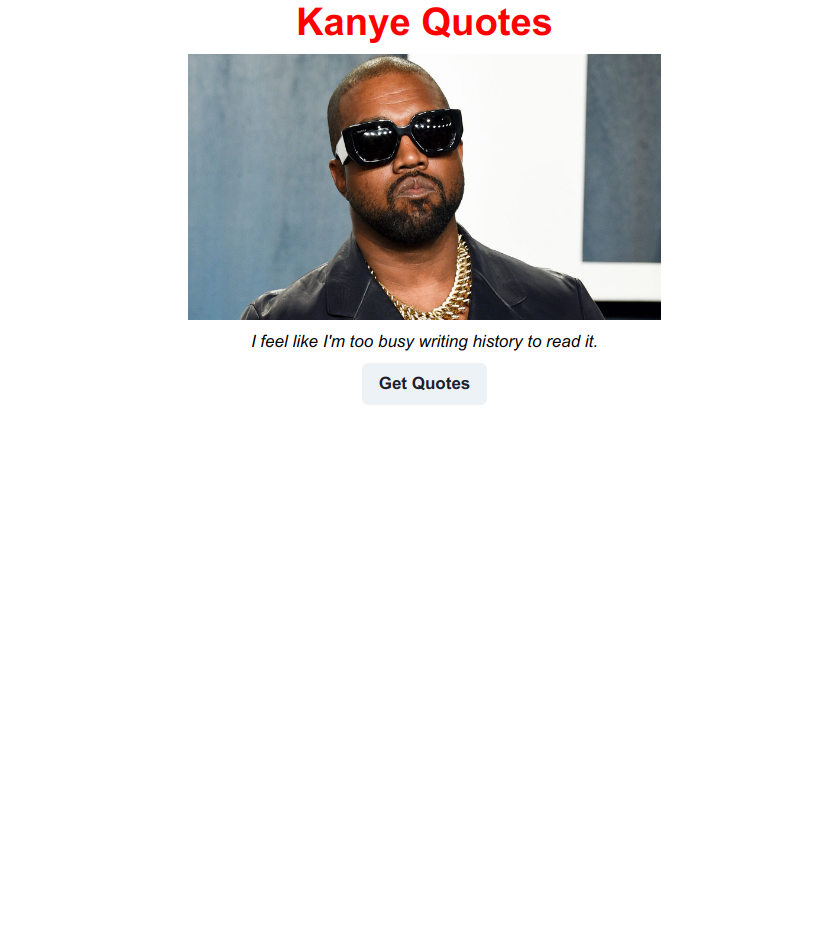 Kanye Quotes
I feel like I'm too busy writing history to read it.
Get Quotes